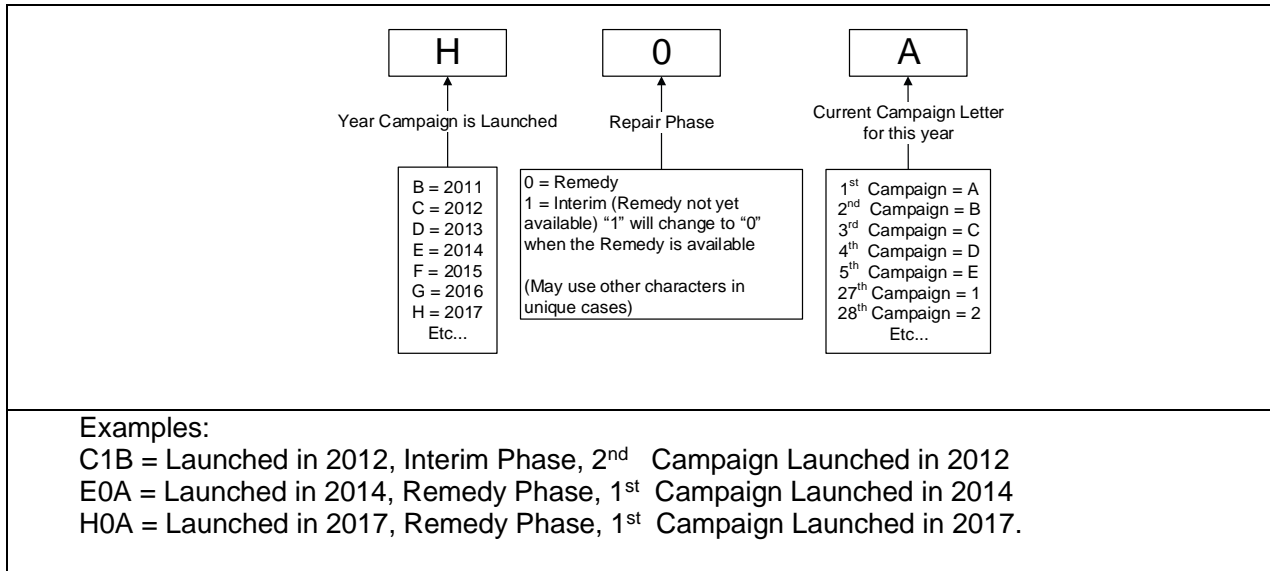 H
0
A
Year Campaign is Launched
Repair Phase
Current Campaign Letter
for this year
B = 2011
C = 2012
D = 2013
E = 2014
F = 2015
G = 2016
H = 2017
Etc...
0 = Remedy
1 = Interim (Remedy not yet
available) “1” will change to “0”
when the Remedy is available
(May use other characters in
unique cases)
1st Campaign = A
2nd Campaign = B
3rd Campaign = C
4th Campaign = D
5th Campaign = E
27th Campaign = 1
28th Campaign = 2
Etc...
Examples:
C1B = Launched in 2012, Interim Phase, 2nd Campaign Launched in 2012
E0A = Launched in 2014, Remedy Phase, 1st Campaign Launched in 2014
H0A = Launched in 2017, Remedy Phase, 1st Campaign Launched in 2017.